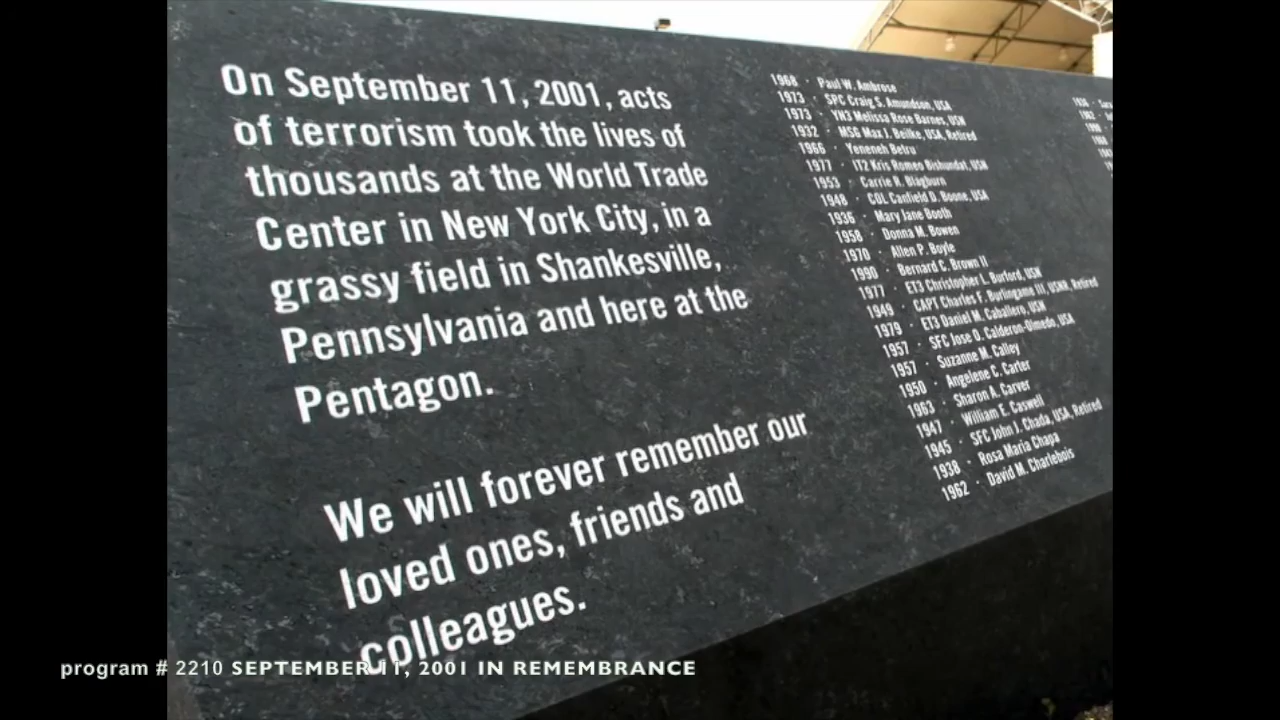 On September 11, 2001, acts
of terrorism took the lives of
thousands at the World Trade
Center in New York City, in a
grassy field in Shankesville,
Pennsylvania and here at the
Pentagon.
We will forever remember our
loved ones, friends and
colleagues.
1968 · Paul W. Ambrose
1973 · SPC Craig S. Amundson, USA
1973 · YN3 Melissa Rose Barnes, USN
1932 · MSG Max J. Beilke, USA, Retired
1966 · Yeneneh Betru
1977 · IT2 Kris Romeo Bishundat, USN
1953 · Carrie R. Blagburn
1948 · COL Canfield D. Boone, USA
1936 · Mary Jane Booth
1958 · Donna M. Bowen
1970 · Allen P. Boyle
1990 · Bernard C. Brown II
1977 · ET3 Christopher L. Burford, USN
1949 · CAPT Charles F. Burlingame III, USNR, Retired
1979 · ET3 Daniel M. Caballero, USN
1957 · SFC Jose O. Calderon-Olmedo, USA
1957 · Suzanne M. Calley
1950 · Angelene C. Carter
1963 · Sharon A. Carver
1947 · William E. Caswell
1945 · SFC John J. Chada, USA, Retired
1938 · Rosa Maria Chapa
1962 · David M. Charlebois
program # 2210 SEPTEMBER 11, 2001 IN REMEMBRANCE